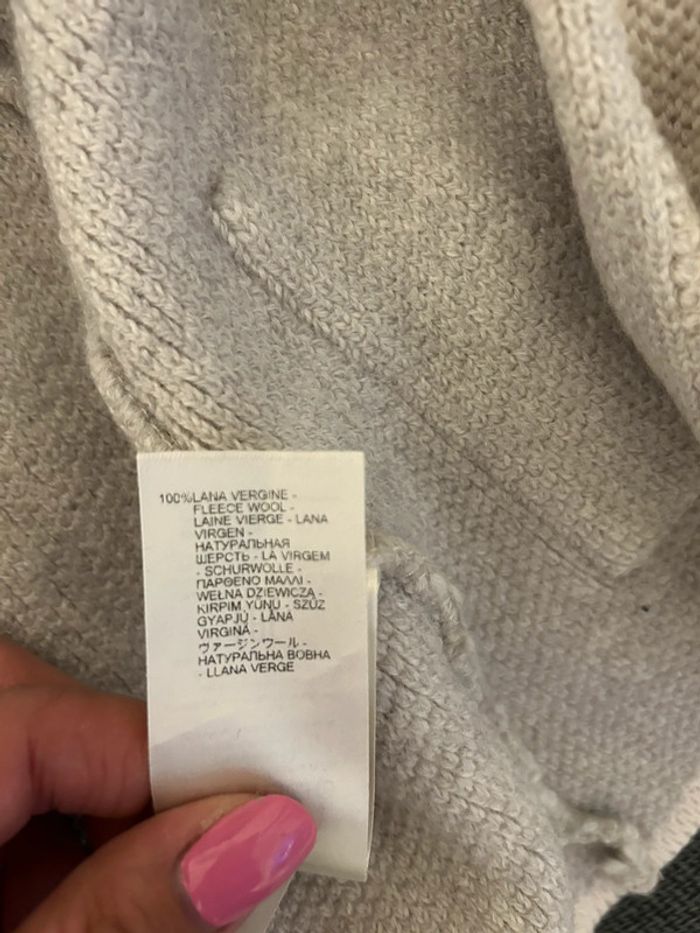 100%LANA VERGINE -
FLEECE WOOL -
LAINE VIERGE - LANA
VIRGEN -
НАТУРАЛЬНАЯ
ШЕРСТЬ - LA VIRGEM
- SCHURWOLLE -
ΠΑΡΘΕΝΟ ΜΑΛΛΙ -
WEŁNA DZIEWICZA -
KIRPIM YÜNÜ - SZŰZ
GYAPJÚ - LÂNĂ
VIRGINĂ -
ヴァージンウール -
НАТУРАЛЬНА ВОВНА
- LLANA VERGE